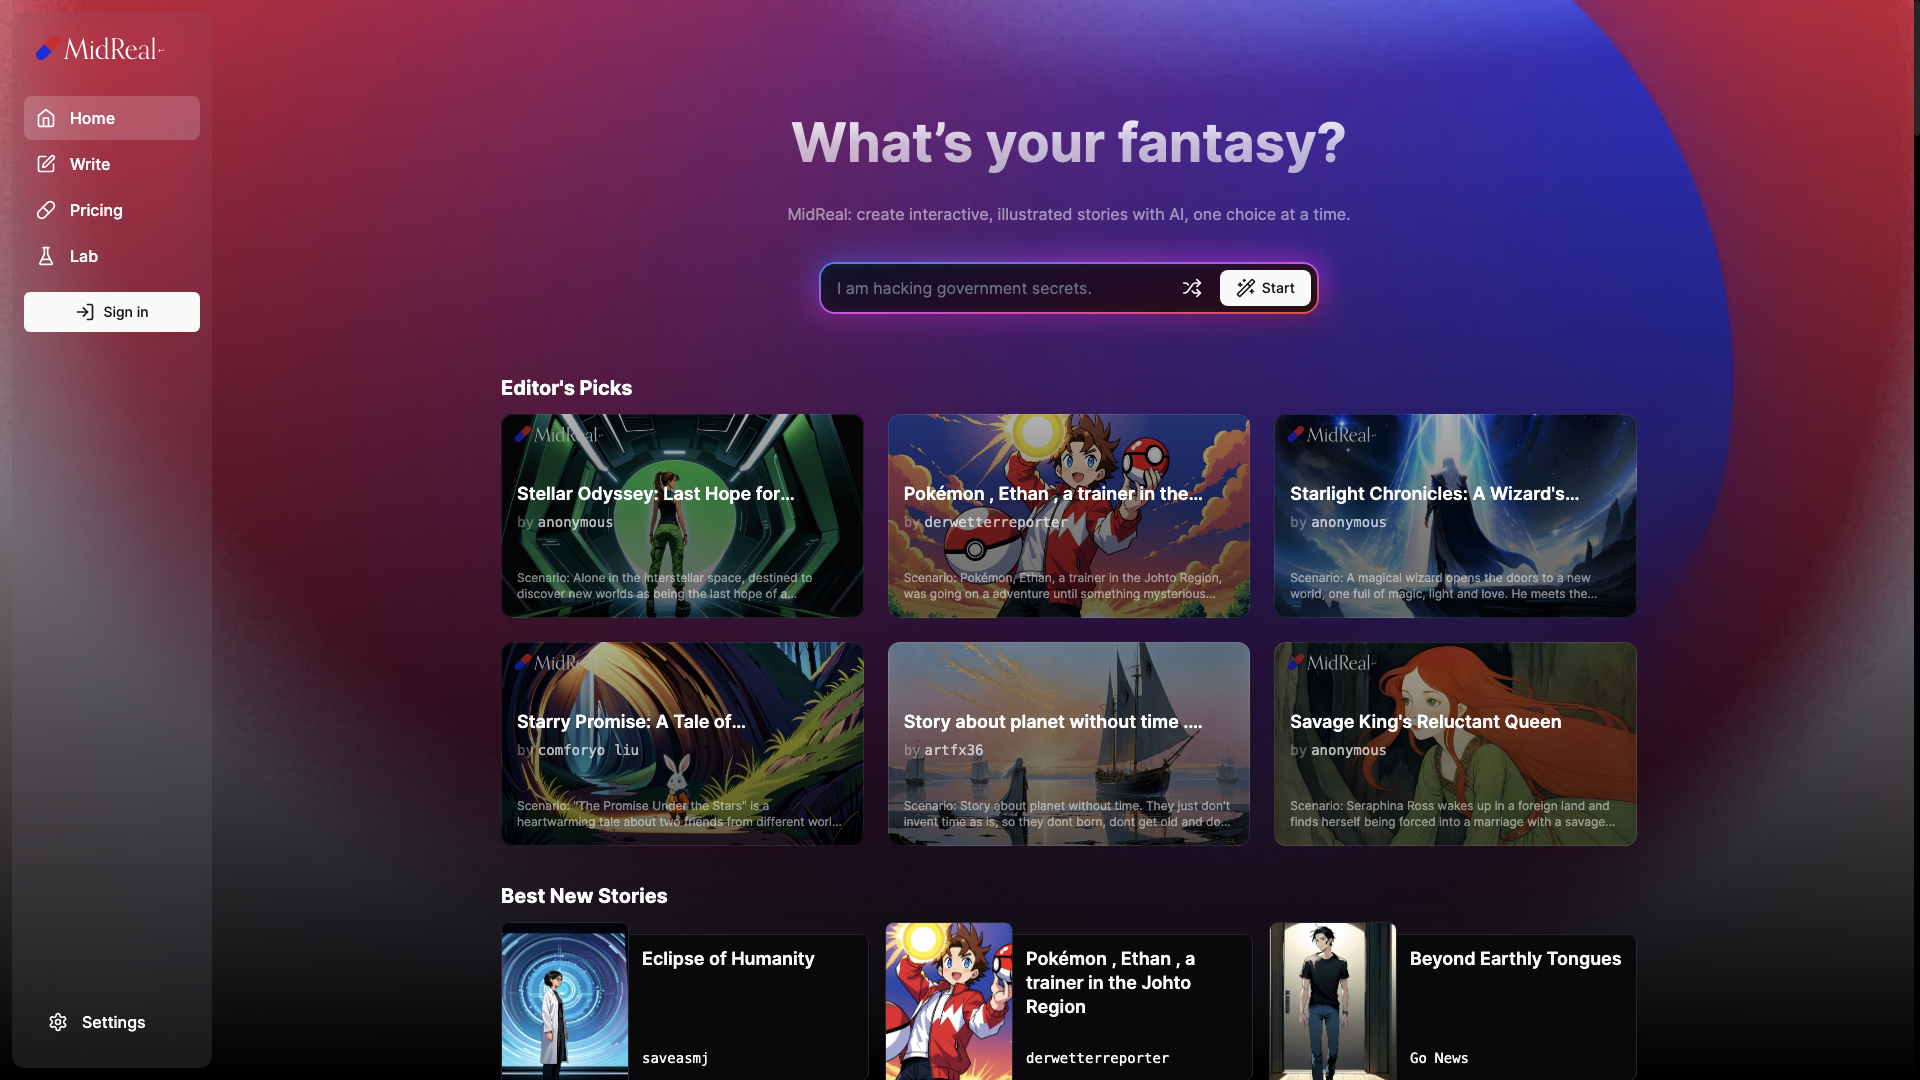 MidReal
Home
Write
Pricing
Lab
Sign in
Settings
What's your fantasy?
MidReal: create interactive, illustrated stories with AI, one choice at a time.
I am hacking government secrets.
Start
Editor's Picks
MidReal
Stellar Odyssey: Last Hope for...
by anonymous
Scenario: Alone in the interstellar space, destined to
discover new worlds as being the last hope of a...
Pokémon , Ethan , a trainer in the...
by derwetterreporter
Scenario: Pokémon, Ethan, a trainer in the Johto Region,
was going on a adventure until something mysterious...
MidReal
Starlight Chronicles: A Wizard's...
by anonymous
Scenario: A magical wizard opens the doors to a new
world, one full of magic, light and love. He meets the...
MidReal
Starry Promise: A Tale of...
by comforyo liu
Scenario: "The Promise Under the Stars" is a
heartwarming tale about two friends from different worl...
Story about planet without time ....
by artfx36
Scenario: Story about planet without time. They just don't
invent time as is, so they dont born, dont get old and do...
MidReal
Savage King's Reluctant Queen
by anonymous
Scenario: Seraphina Ross wakes up in a foreign land and
finds herself being forced into a marriage with a savage...
Best New Stories
Eclipse of Humanity
saveasmj
Pokémon , Ethan , a
trainer in the Johto
Region
derwetterreporter
Beyond Earthly Tongues
Go News